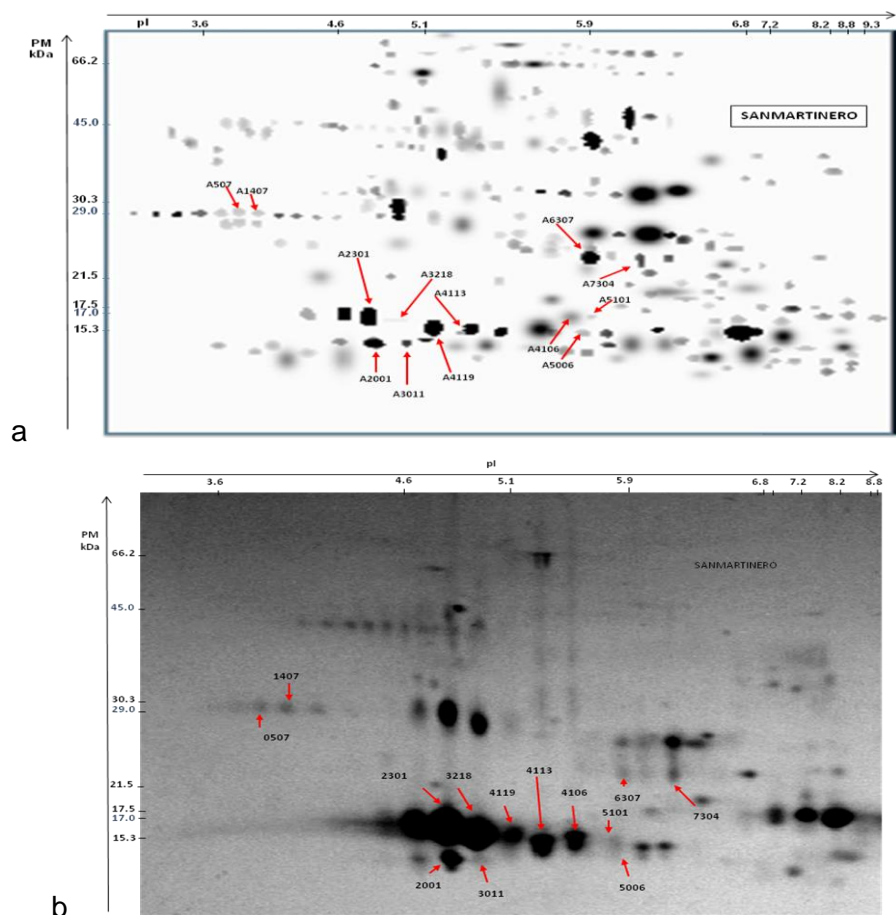 pI
3.6 4.6 5.1 5.9 6.8 7.2 8.2 8.8 9.3
PM
kDa
66.2
45.0
SANMARTINERO
30.3
29.0
A507
A1407
A6307
A7304
21.5
A2301
A3218
A4113
A5101
17.5
17.0
15.3
A4106
A5006
A2001
A3011
A4119
a
pI
3.6 4.6 5.1 5.9 6.8 7.2 8.2 8.8
PM
kDa
66.2
SANMARTINERO
45.0
1407
30.3
29.0
0507
2301 3218 4119 4113 4106 5101 6307 7304
21.5
17.5
17.0
15.3
2001
3011
5006
b